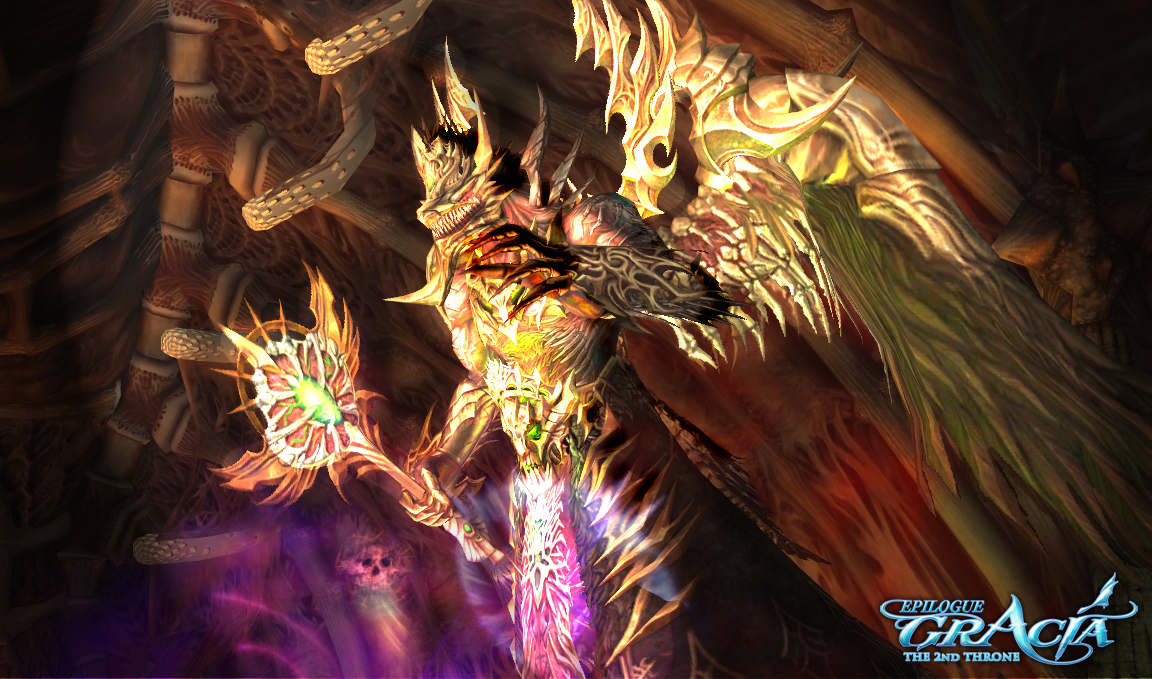 EPILOGUE
GRACIA
THE 2ND THRONE